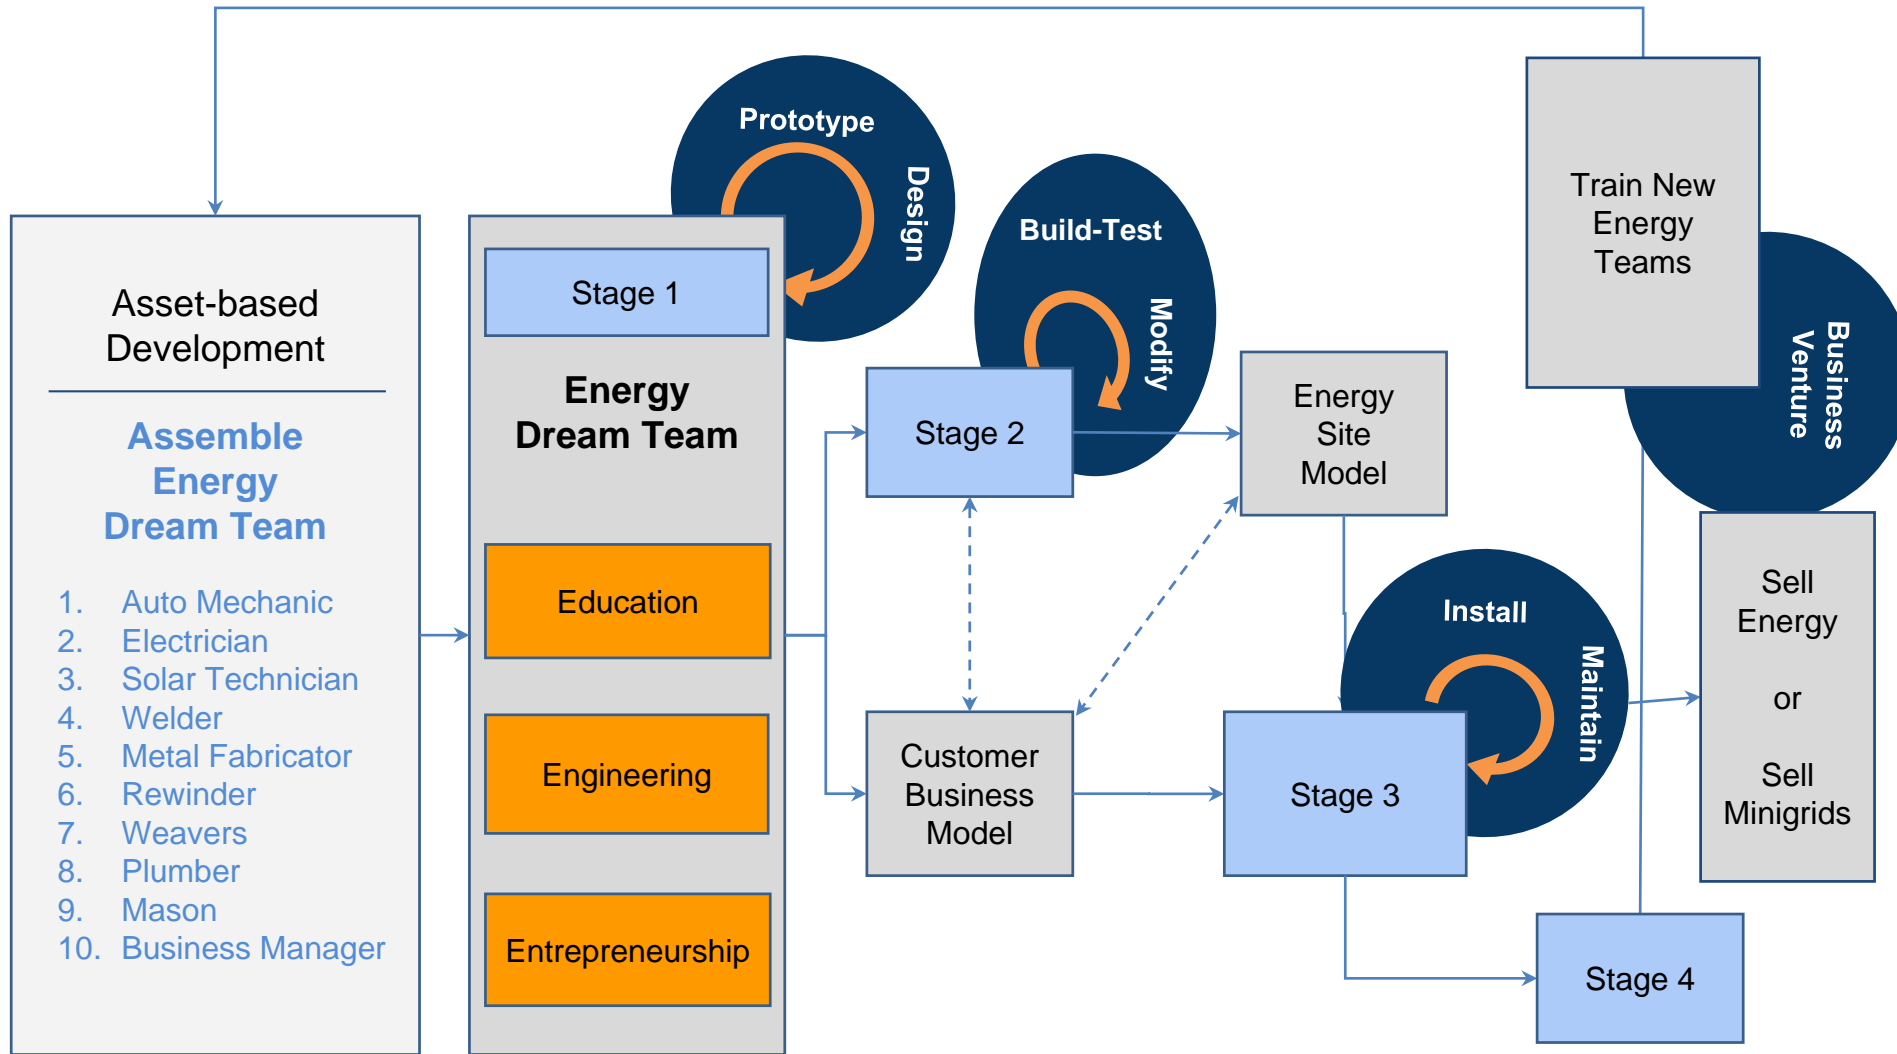 Asset-based
Development
Assemble
Energy
Dream Team
1. Auto Mechanic
2. Electrician
3. Solar Technician
4. Welder
5. Metal Fabricator
6. Rewinder
7. Weavers
8. Plumber
9. Mason
10. Business Manager
Stage 1
Energy
Dream Team
Education
Engineering
Entrepreneurship
Prototype
Design
Stage 2
Build-Test
Modify
Customer
Business
Model
Energy
Site
Model
Stage 3
Install
Maintain
Stage 4
Train New
Energy
Teams
Business
Venture
Sell
Energy
or
Sell
Minigrids